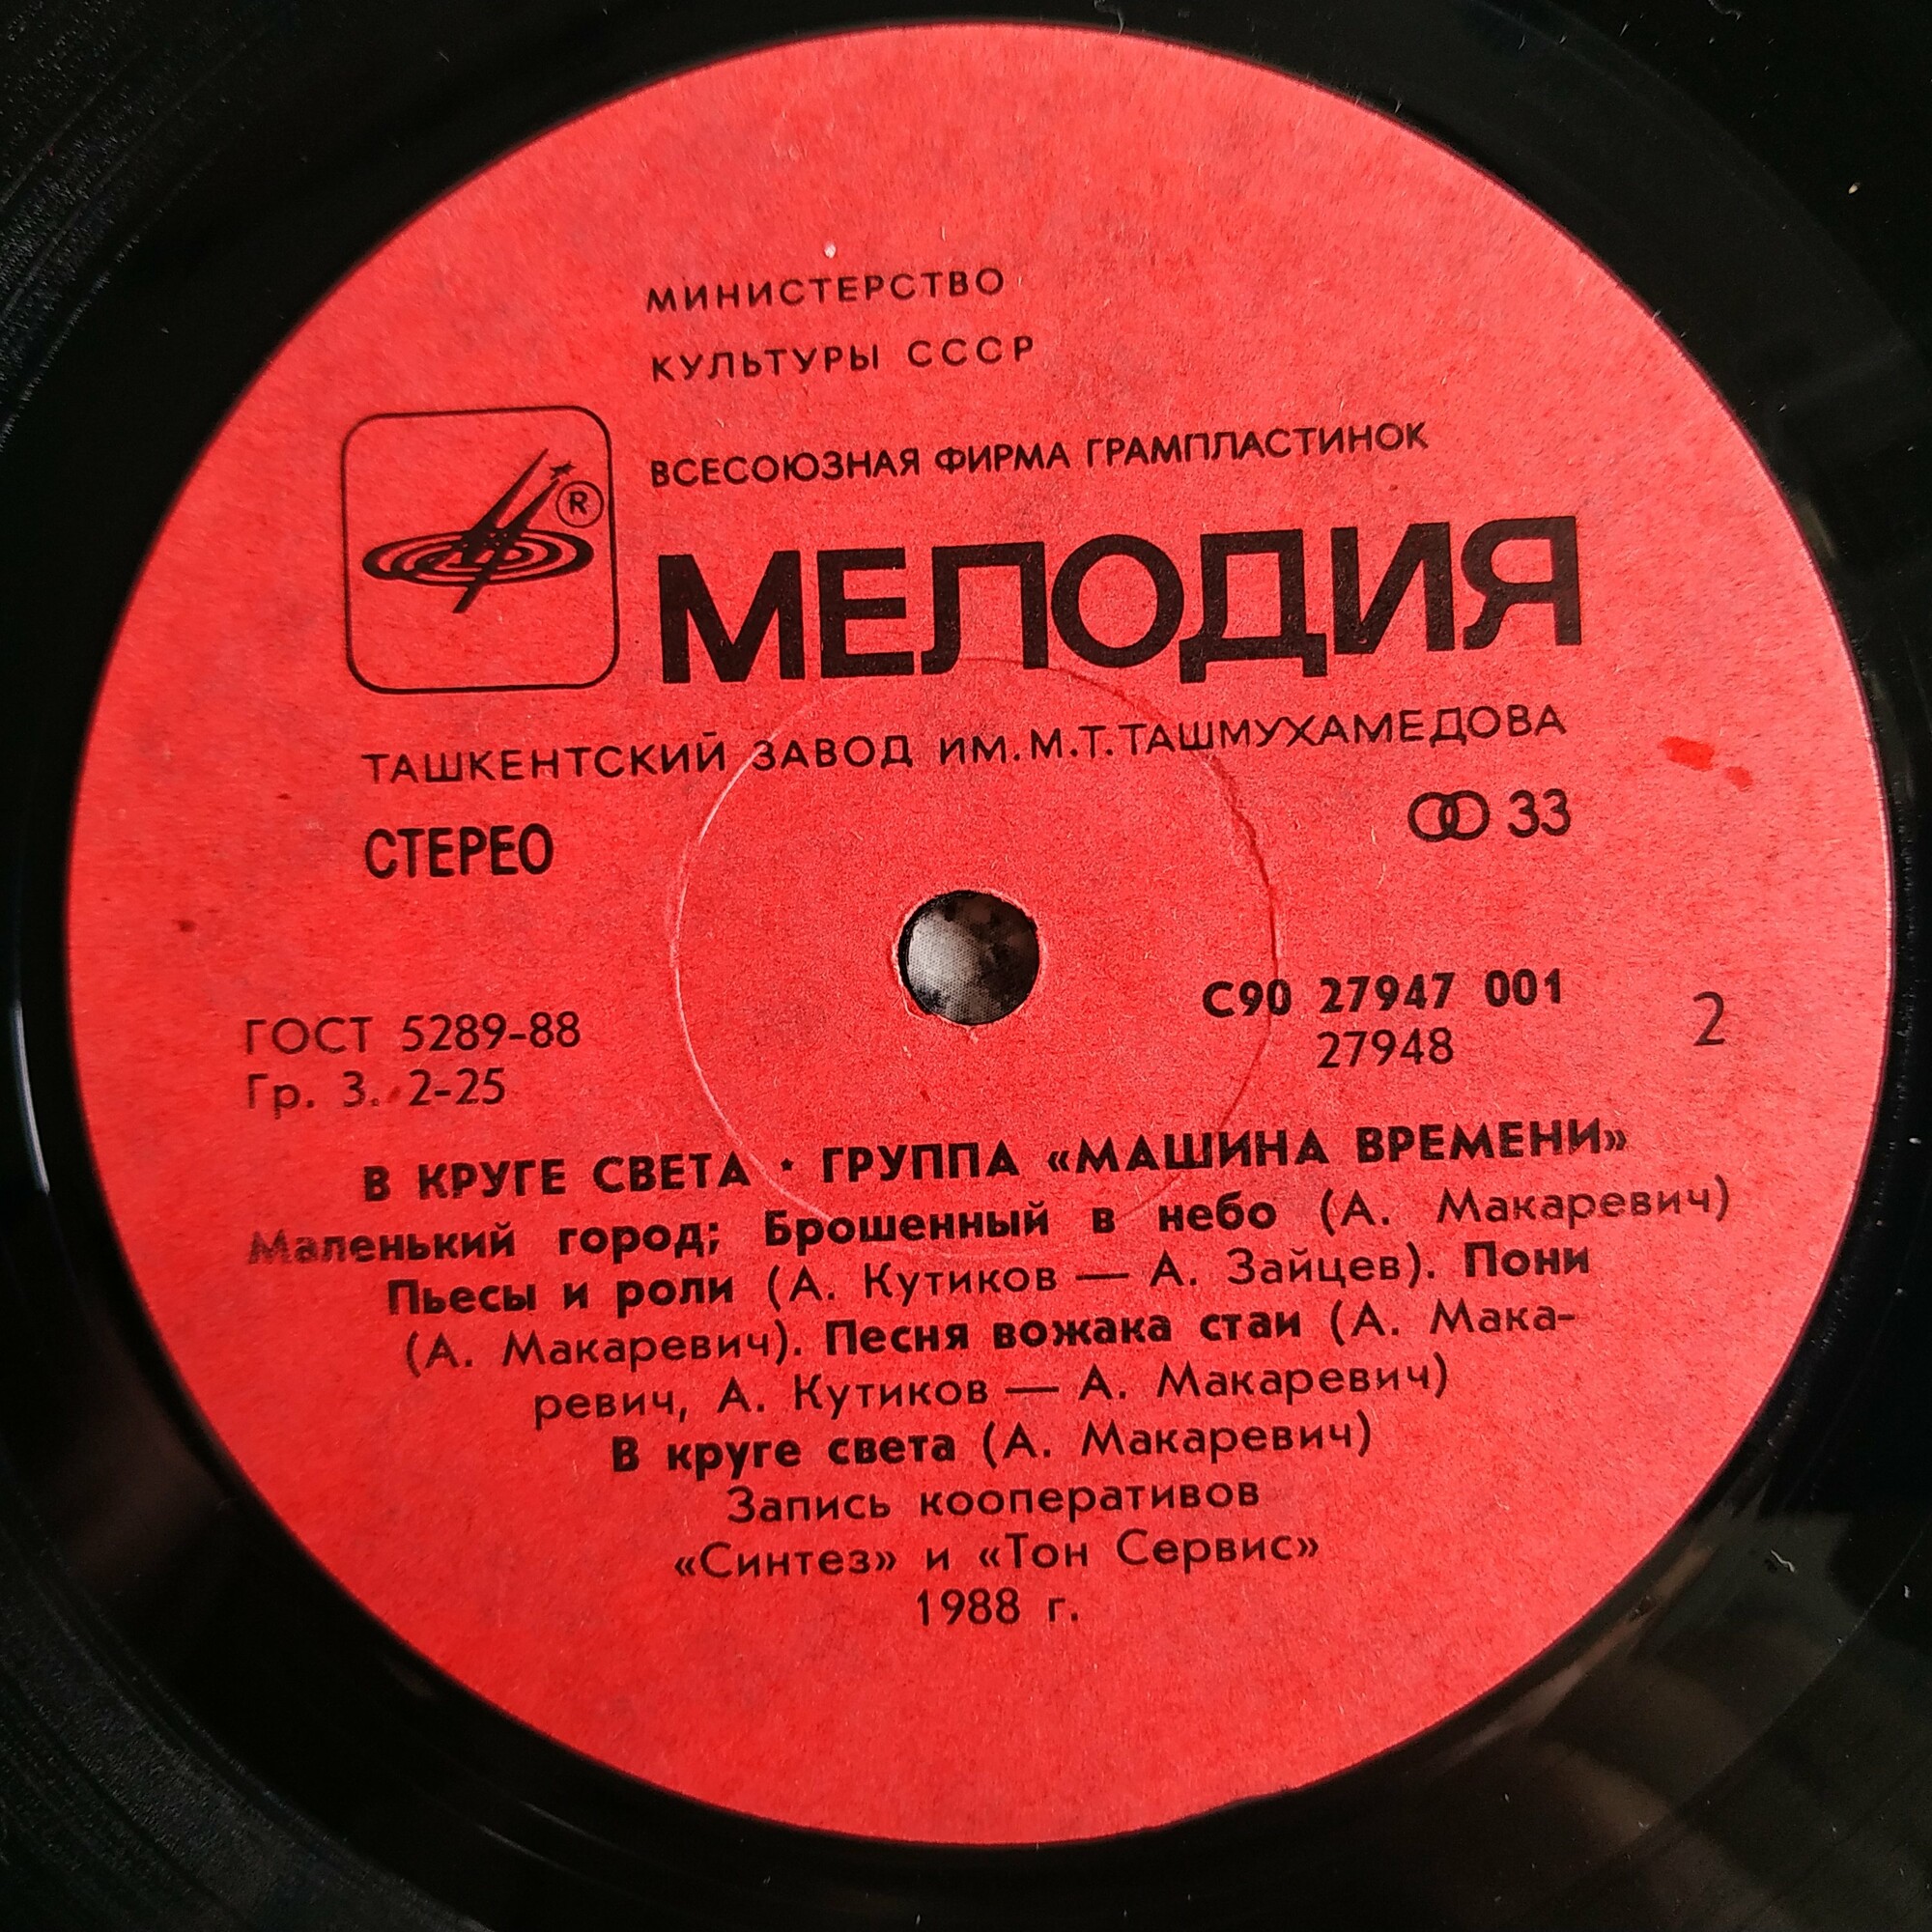 МИНИСТЕРСТВО
КУЛЬТУРЫ СССР
ВСЕСОЮЗНАЯ ФИРМА ГРАМПЛАСТИНОК
®
МЕЛОДИЯ
ТАШКЕНТСКИЙ ЗАВОД ИМ. М.Т. ТАШМУХАМЕДОВА
СТЕРЕО
33
ГОСТ 5289-88
Гр. 3. 2-25
С90 27947 001
27948
2
В КРУГЕ СВЕТА · ГРУППА «МАШИНА ВРЕМЕНИ»
Маленький город; Брошенный в небо (А. Макаревич)
Пьесы и роли (А. Кутиков — А. Зайцев). Пони
(А. Макаревич). Песня вожака стаи (А. Мака-
ревич, А. Кутиков — А. Макаревич)
В круге света (А. Макаревич)
Запись кооперативов
«Синтез» и «Тон Сервис»
1988 г.